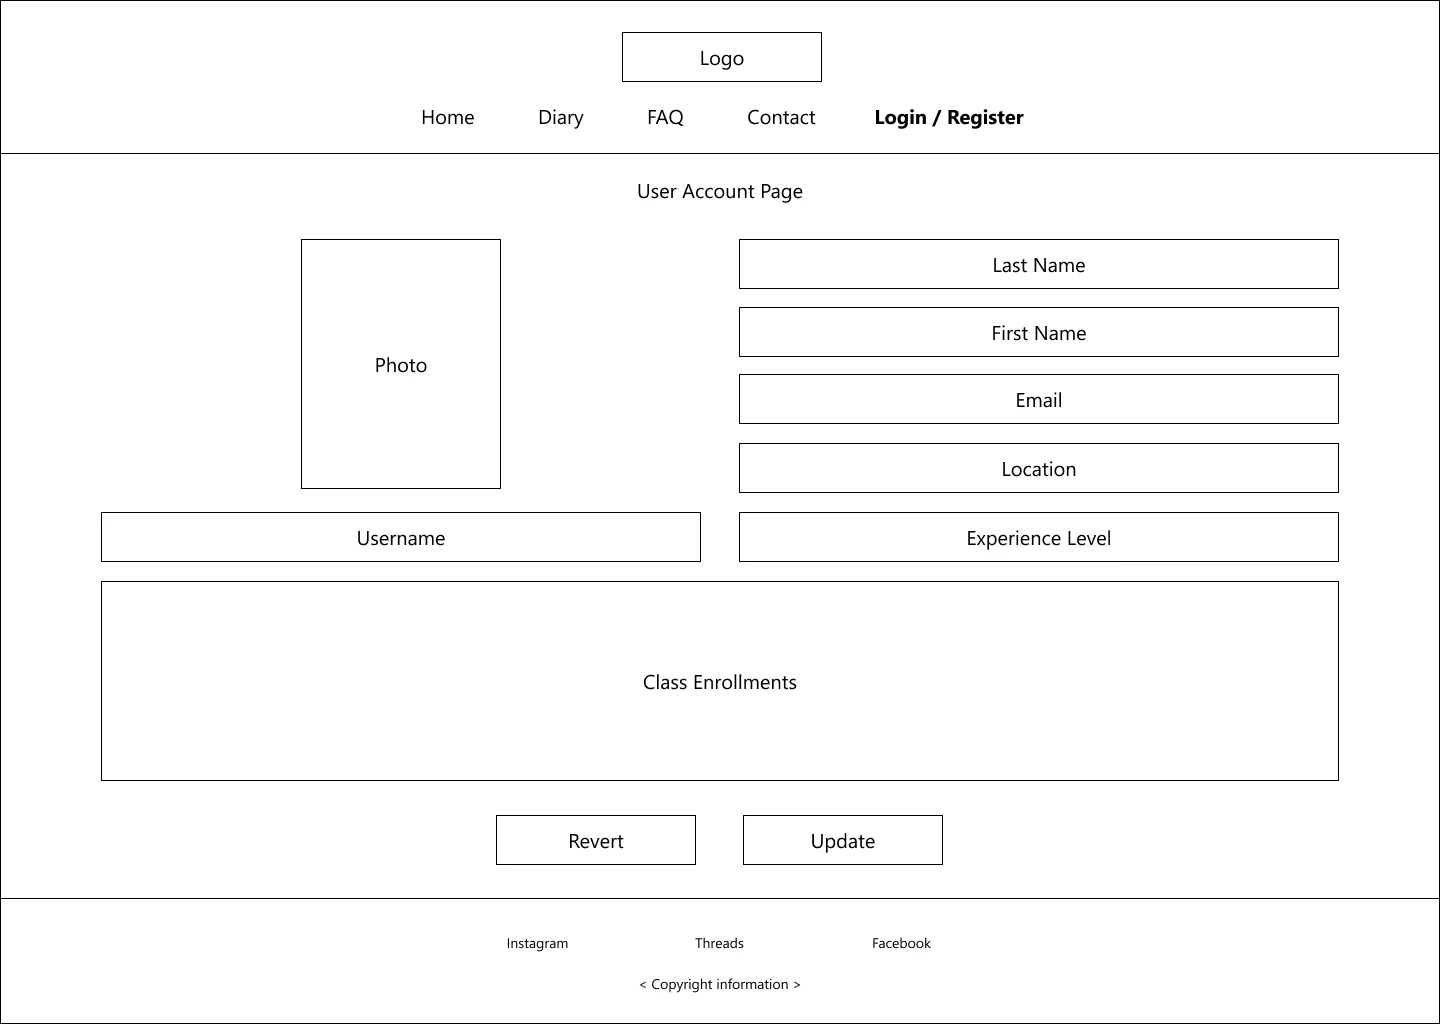 Logo
Home Diary FAQ Contact Login / Register
User Account Page
Photo
Username
Last Name
First Name
Email
Location
Experience Level
Class Enrollments
Revert Update
Instagram Threads Facebook
< Copyright information >